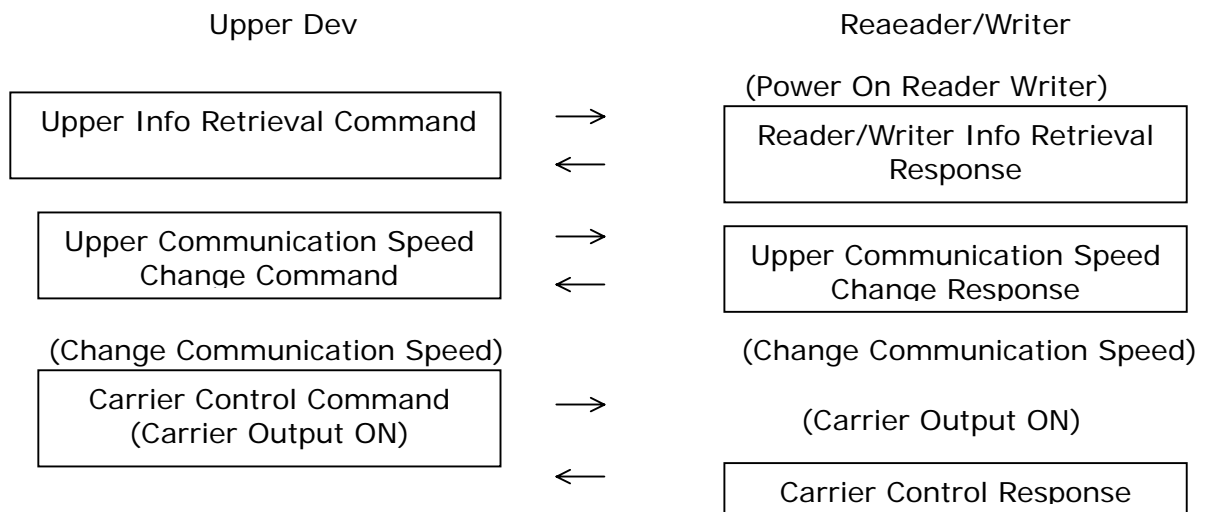 Upper Dev
Reaeader/Writer
(Power On Reader Writer)
Upper Info Retrieval Command
Reader/Writer Info Retrieval
Response
Upper Communication Speed
Change Command
Upper Communication Speed
Change Response
(Change Communication Speed)
(Change Communication Speed)
Carrier Control Command
(Carrier Output ON)
(Carrier Output ON)
Carrier Control Response